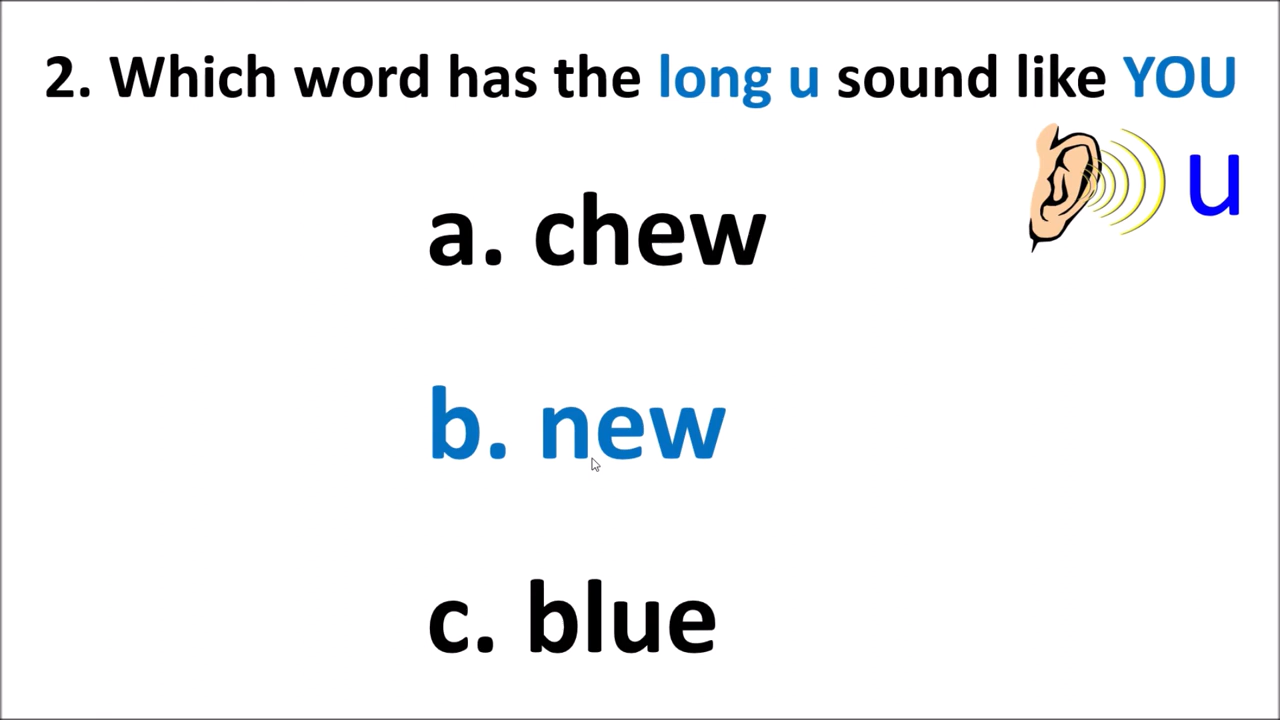 2. Which word has the long u sound like YOU
u
a. chew
b. new
c. blue